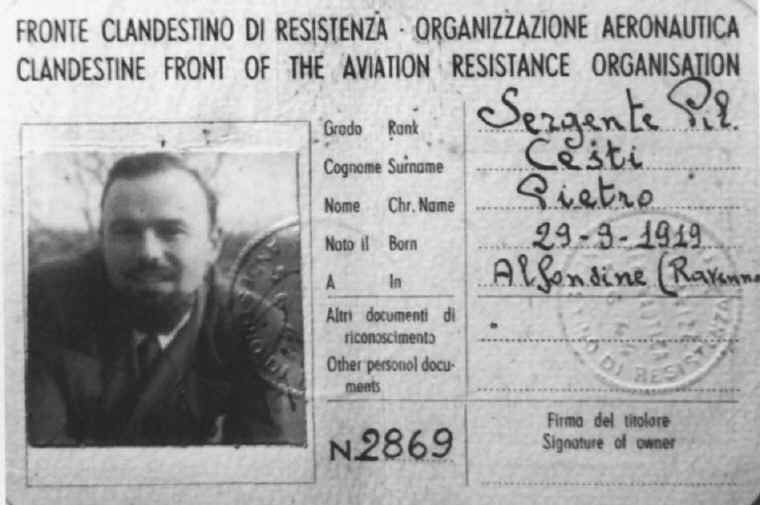 FRONTE CLANDESTINO DI RESISTENZA · ORGANIZZAZIONE AERONAUTICA
CLANDESTINE FRONT OF THE AVIATION RESISTANCE ORGANISATION
Grado Rank Sergente Pil.
Cognome Surname Cesti
Nome Chr. Name Pietro
Nato il Born 29-9-1919
A In Alfonsine (Ravenna
Altri documenti di
riconoscimento
Other personal docu-
ments
N. 2869
Firma del titolare
Signature of owner
DI RESISTENZA